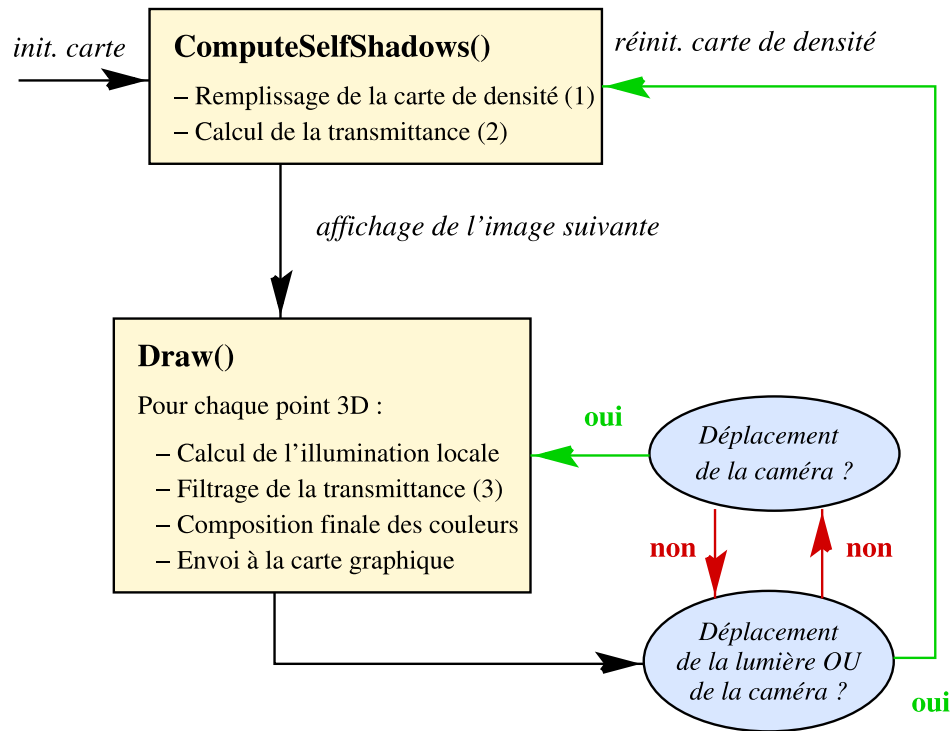 init. carte
ComputeSelfShadows()
– Remplissage de la carte de densité (1)
– Calcul de la transmittance (2)
réinit. carte de densité
affichage de l'image suivante
Draw()
Pour chaque point 3D :
– Calcul de l'illumination locale
– Filtrage de la transmittance (3)
– Composition finale des couleurs
– Envoi à la carte graphique
oui
Déplacement
de la caméra ?
non
non
Déplacement
de la lumière OU
de la caméra ?
oui